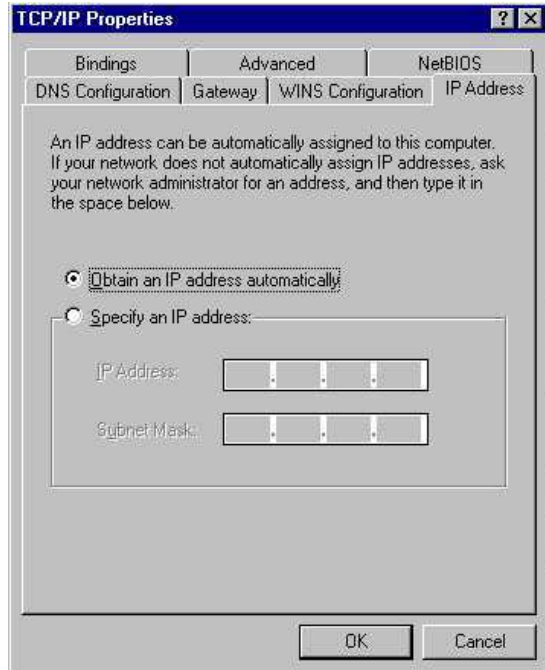 TCP/IP Properties
? X
Bindings Advanced NetBIOS
DNS Configuration Gateway WINS Configuration IP Address
An IP address can be automatically assigned to this computer.
If your network does not automatically assign IP addresses, ask
your network administrator for an address, and then type it in
the space below.
Obtain an IP address automatically
Specify an IP address:
IP Address:
. . .
Subnet Mask:
. . .
OK Cancel